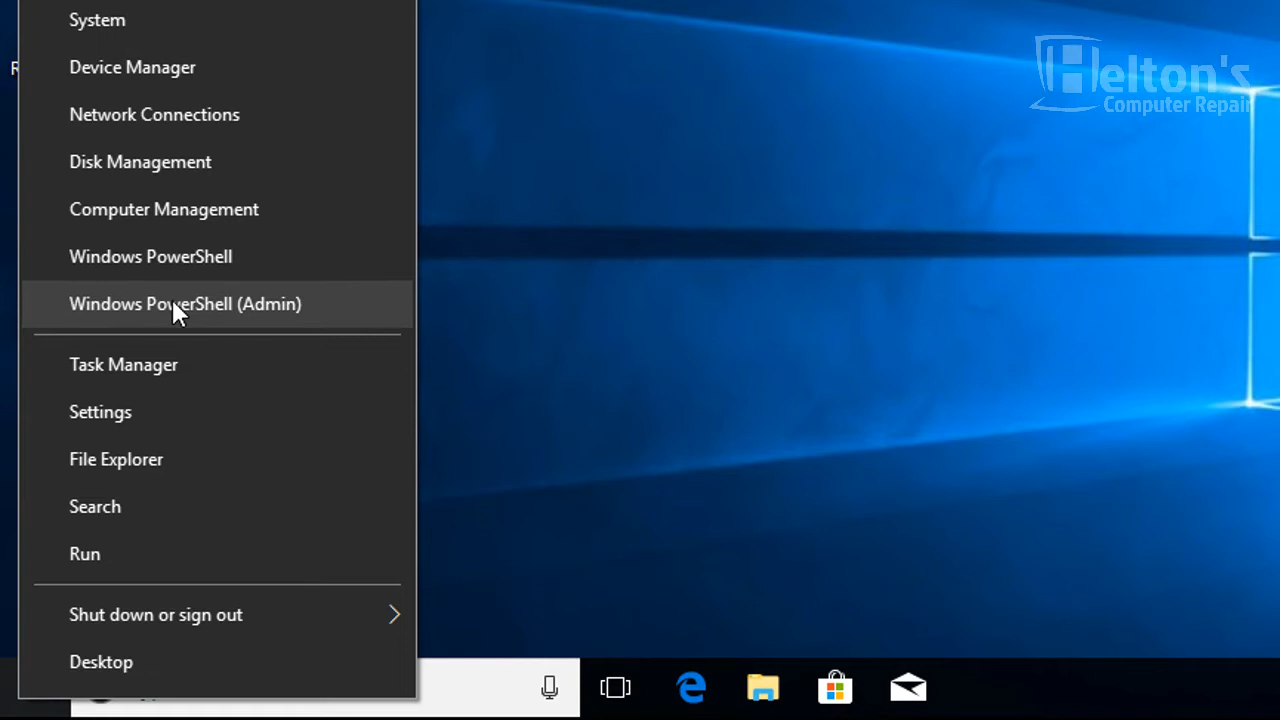 System
R
Device Manager
Network Connections
Disk Management
Computer Management
Windows PowerShell
Windows PowerShell (Admin)
Task Manager
Settings
File Explorer
Search
Run
Shut down or sign out
Desktop
Helton's
Computer Repair